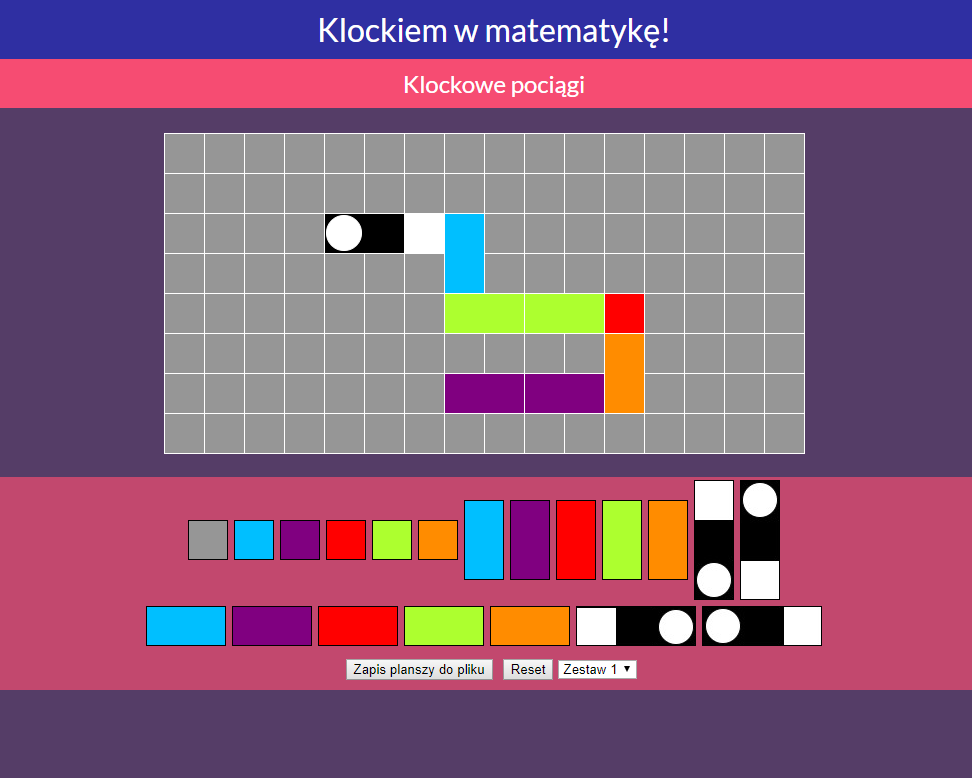 Klockiem w matematykę!
Klockowe pociągi
Zapis planszy do pliku Reset Zestaw 1